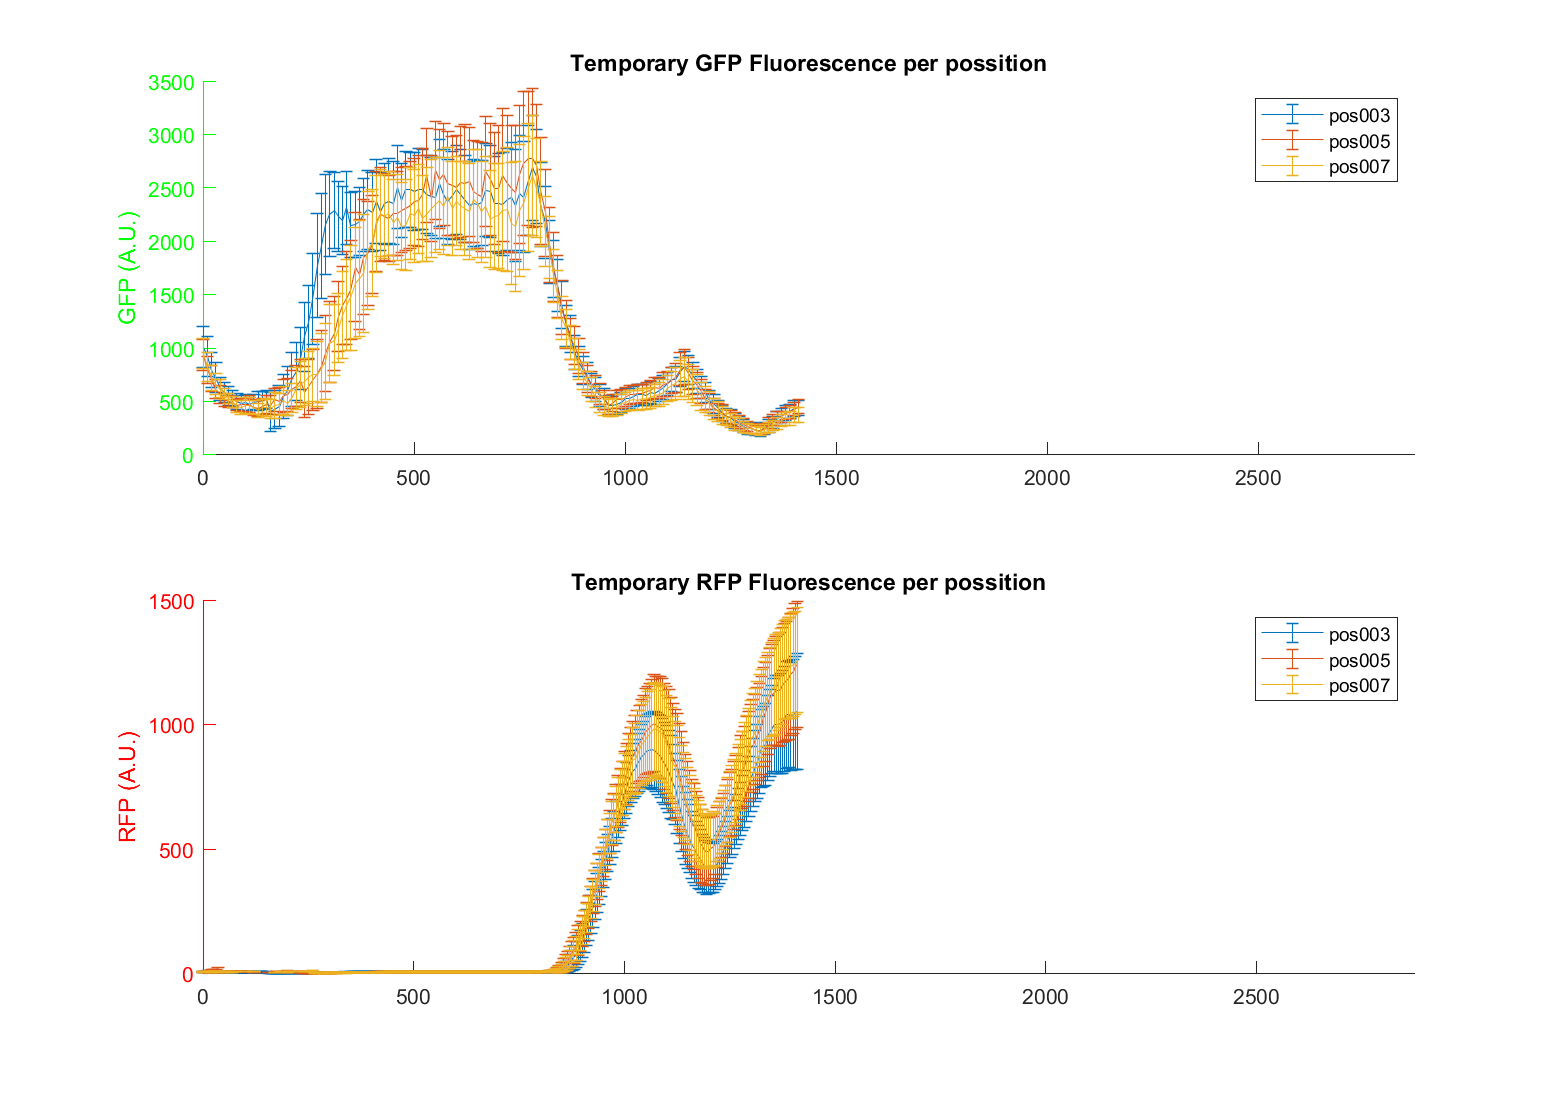 Temporary GFP Fluorescence per possition
3500
3000
2500
2000
1500
1000
500
0
GFP (A.U.)
0 500 1000 1500 2000 2500
pos003
pos005
pos007
Temporary RFP Fluorescence per possition
1500
1000
500
0
RFP (A.U.)
0 500 1000 1500 2000 2500
pos003
pos005
pos007